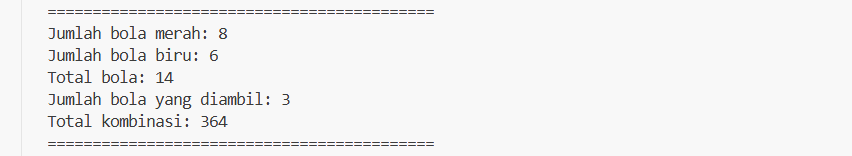 ===========================================
Jumlah bola merah: 8
Jumlah bola biru: 6
Total bola: 14
Jumlah bola yang diambil: 3
Total kombinasi: 364
===========================================